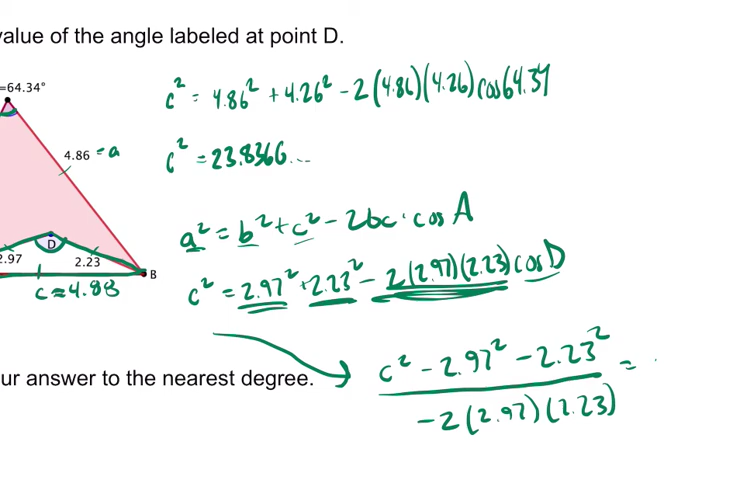 value of the angle labeled at point D.
=64.34°
c² = 4.86² + 4.26² - 2(4.86)(4.26) cos 64.34
4.86 = a
c² = 23.8366...
a² = b² + c² - 2bc · cos A
D
2.97
2.23
B
c ≈ 4.88
c² = 2.97² + 2.23² - 2(2.97)(2.23) cos D
ur answer to the nearest degree.
c² - 2.97² - 2.23² =
-2(2.97)(2.23)